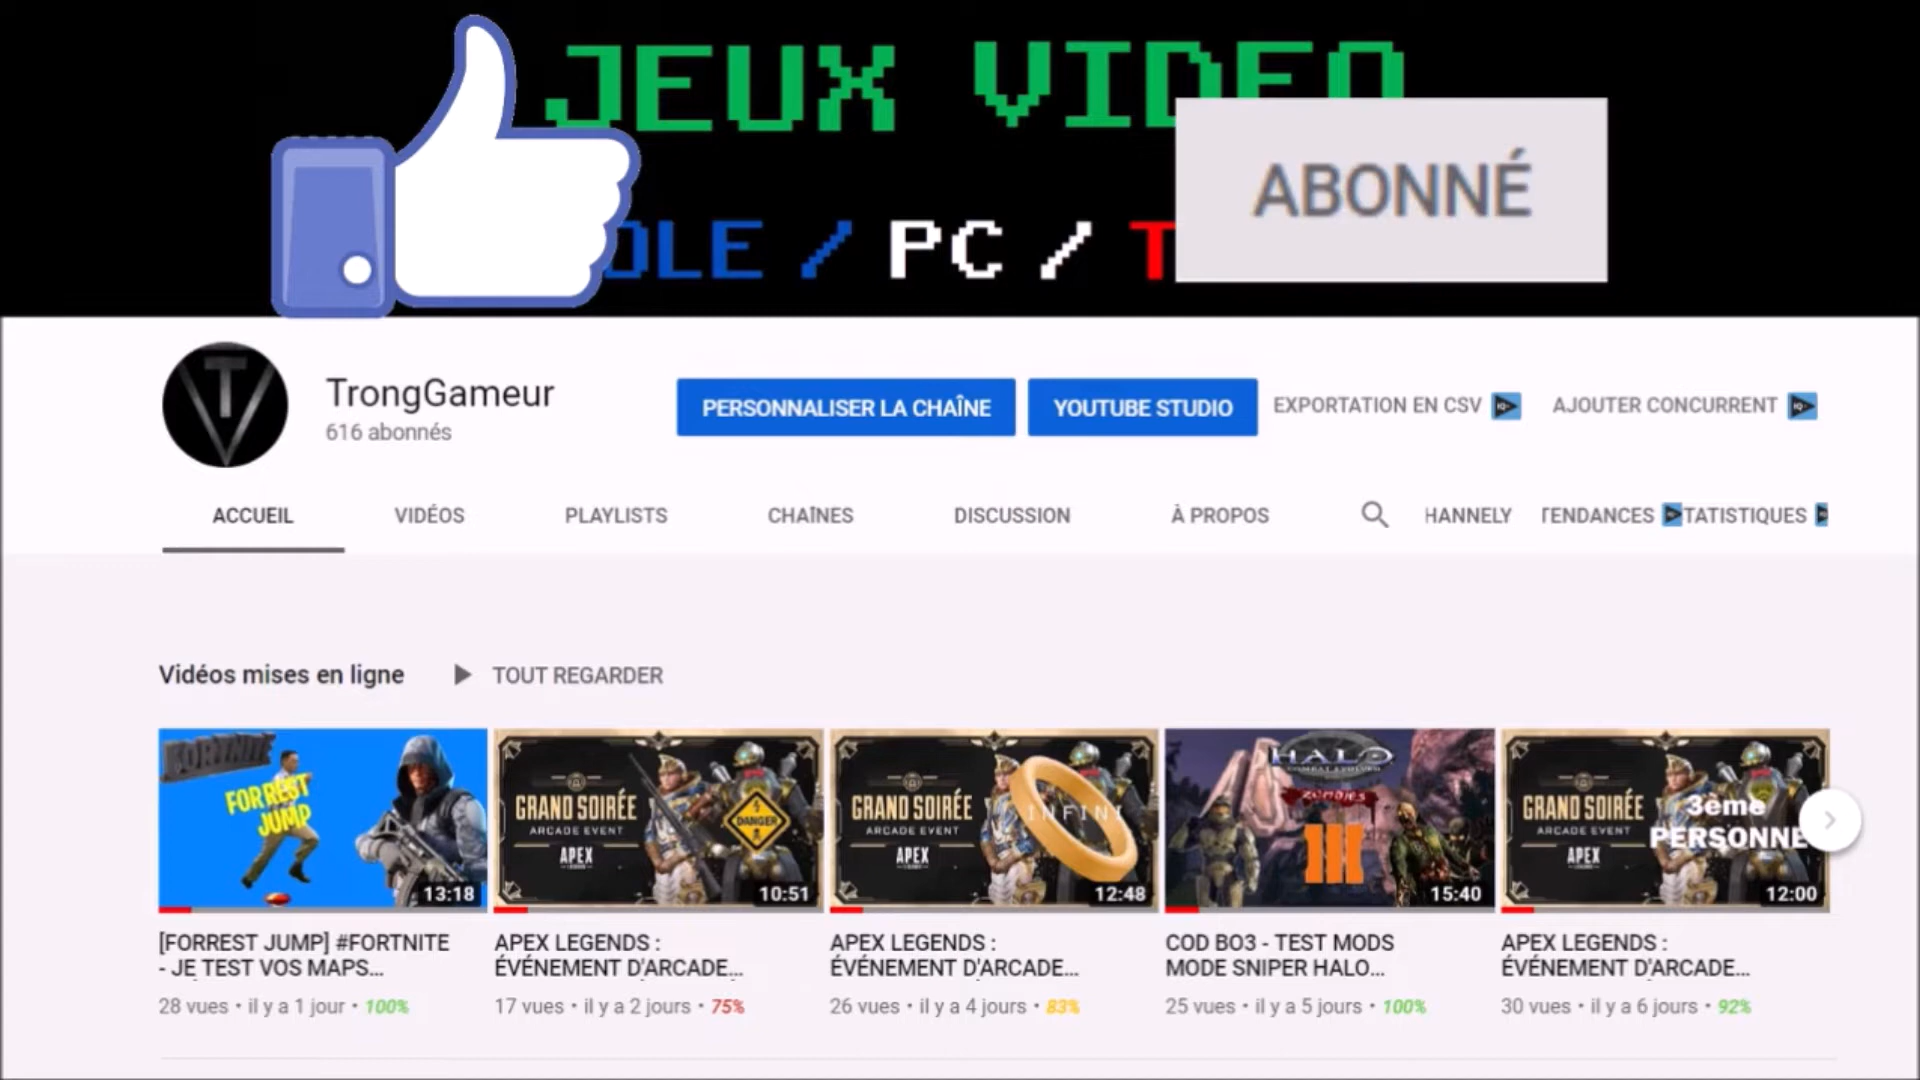 JEUX VIDEO
ABONNÉ
OLE / PC / T
TrongGameur
616 abonnés
PERSONNALISER LA CHAÎNE
YOUTUBE STUDIO
EXPORTATION EN CSV
AJOUTER CONCURRENT
ACCUEIL
VIDÉOS
PLAYLISTS
CHAÎNES
DISCUSSION
À PROPOS
HANNELY
TENDANCES
TATISTIQUES
Vidéos mises en ligne
TOUT REGARDER
FORTNITE
FORREST
JUMP
13:18
GRAND SOIRÉE
ARCADE EVENT
APEX
DANGER
10:51
GRAND SOIRÉE
ARCADE EVENT
APEX
INFINI
12:48
HALO
COMBAT EVOLVED
ZOMBIES
III
15:40
GRAND SOIRÉE
ARCADE EVENT
APEX
3ème
PERSONNE
12:00
[FORREST JUMP] #FORTNITE
- JE TEST VOS MAPS...
28 vues • il y a 1 jour • 100%
APEX LEGENDS :
ÉVÉNEMENT D'ARCADE...
17 vues • il y a 2 jours • 75%
APEX LEGENDS :
ÉVÉNEMENT D'ARCADE...
26 vues • il y a 4 jours • 83%
COD BO3 - TEST MODS
MODE SNIPER HALO...
25 vues • il y a 5 jours • 100%
APEX LEGENDS :
ÉVÉNEMENT D'ARCADE...
30 vues • il y a 6 jours • 92%